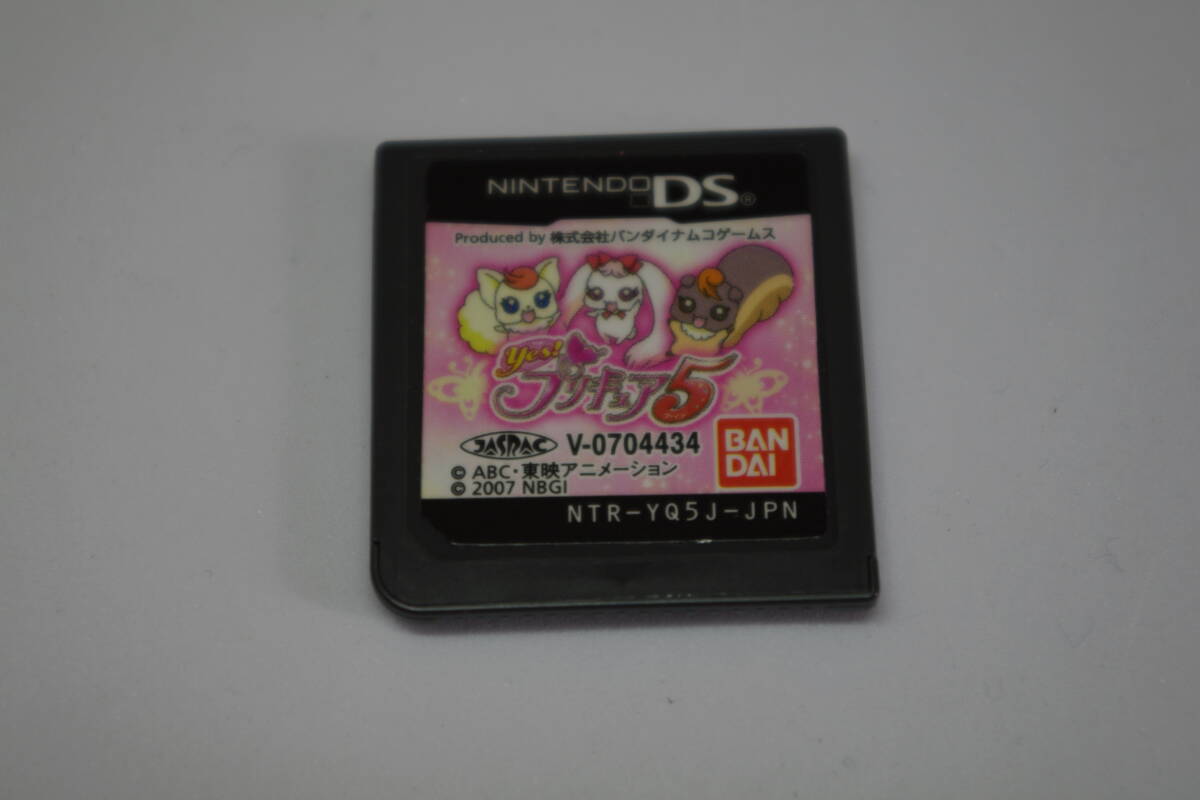 NINTENDO DS®
Produced by 株式会社バンダイナムコゲームス
Yes!
プリキュア5
JASRAC V-0704434
BAN
DAI
© ABC・東映アニメーション
© 2007 NBGI
NTR-YQ5J-JPN